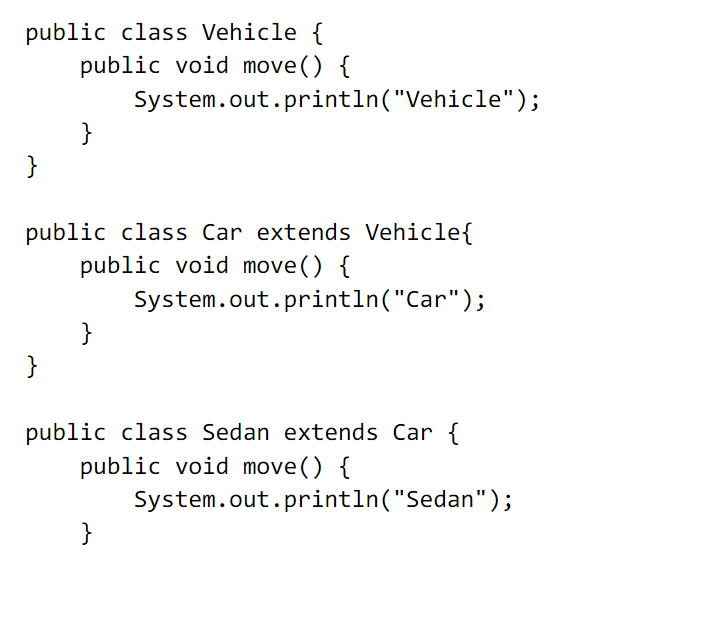 public class Vehicle {
    public void move() {
        System.out.println("Vehicle");
    }
}

public class Car extends Vehicle{
    public void move() {
        System.out.println("Car");
    }
}

public class Sedan extends Car {
    public void move() {
        System.out.println("Sedan");
    }